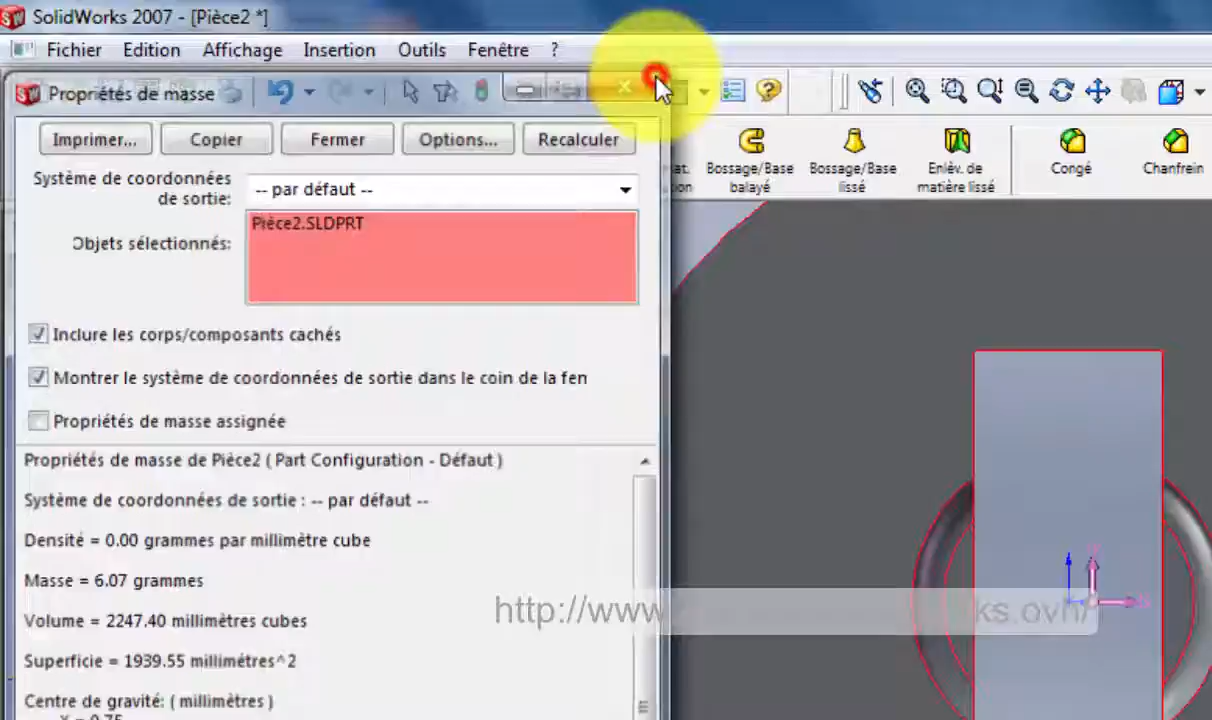 SolidWorks 2007 - [Pièce2 *]
Fichier Edition Affichage Insertion Outils Fenêtre ?
Propriétés de masse
Imprimer... Copier Fermer Options... Recalculer
Bossage/Base balayé
Bossage/Base lissé
Enlèv. de matière lissé
Congé
Chanfrein
Système de coordonnées de sortie:
-- par défaut --
Objets sélectionnés:
Pièce2.SLDPRT
Inclure les corps/composants cachés
Montrer le système de coordonnées de sortie dans le coin de la fen
Propriétés de masse assignée
Propriétés de masse de Pièce2 ( Part Configuration - Défaut )
Système de coordonnées de sortie : -- par défaut --
Densité = 0.00 grammes par millimètre cube
Masse = 6.07 grammes
Volume = 2247.40 millimètres cubes
Superficie = 1939.55 millimétres^2
Centre de gravité: ( millimètres )
X = 0.75
http://www
ks.ovh/